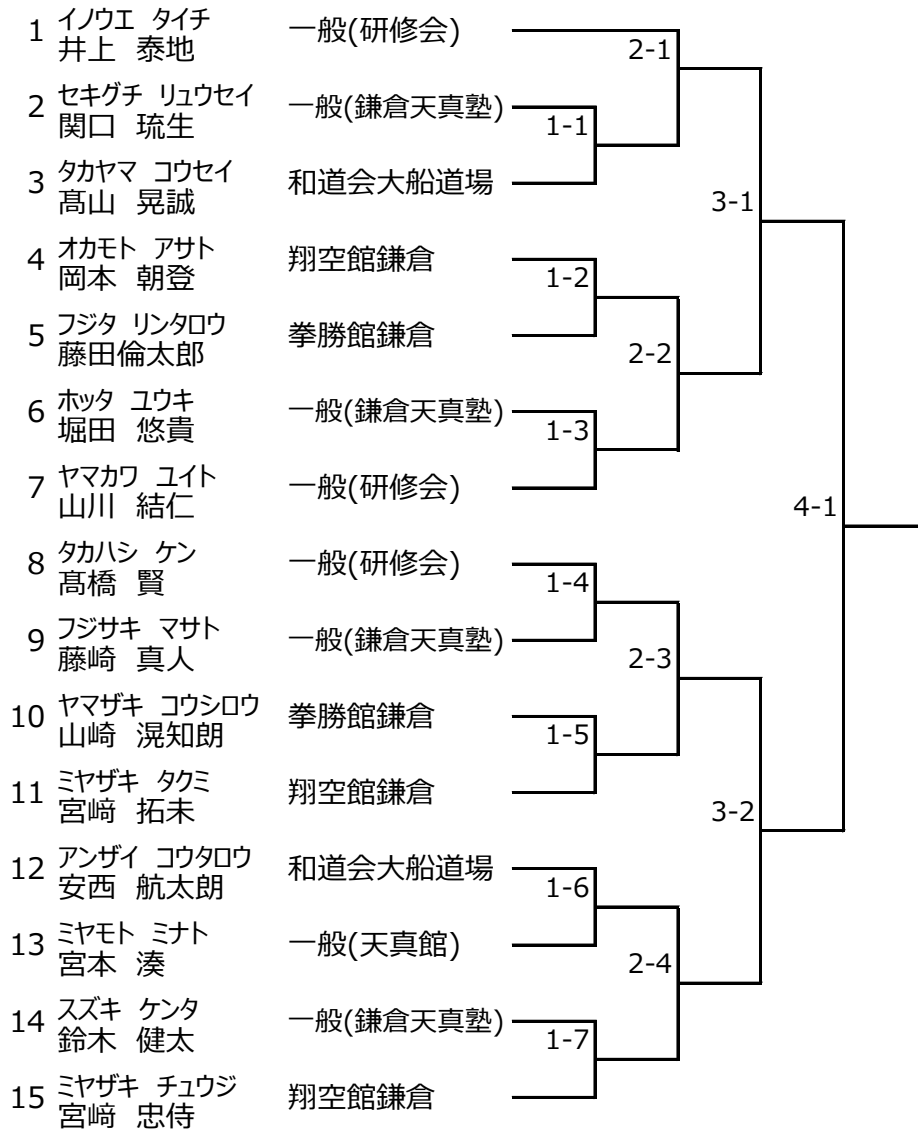 イノウエ タイチ
1 井上 泰地 一般(研修会)
2-1
セキグチ リュウセイ
2 関口 琉生 一般(鎌倉天真塾)
1-1
タカヤマ コウセイ
3 髙山 晃誠 和道会大船道場
3-1
オカモト アサト
4 岡本 朝登 翔空館鎌倉
1-2
フジタ リンタロウ
5 藤田倫太郎 拳勝館鎌倉
2-2
ホッタ ユウキ
6 堀田 悠貴 一般(鎌倉天真塾)
1-3
ヤマカワ ユイト
7 山川 結仁 一般(研修会)
4-1
タカハシ ケン
8 髙橋 賢 一般(研修会)
1-4
フジサキ マサト
9 藤崎 真人 一般(鎌倉天真塾)
2-3
ヤマザキ コウシロウ
10 山崎 滉知朗 拳勝館鎌倉
1-5
ミヤザキ タクミ
11 宮﨑 拓未 翔空館鎌倉
3-2
アンザイ コウタロウ
12 安西 航太朗 和道会大船道場
1-6
ミヤモト ミナト
13 宮本 湊 一般(天真館)
2-4
スズキ ケンタ
14 鈴木 健太 一般(鎌倉天真塾)
1-7
ミヤザキ チュウジ
15 宮﨑 忠侍 翔空館鎌倉